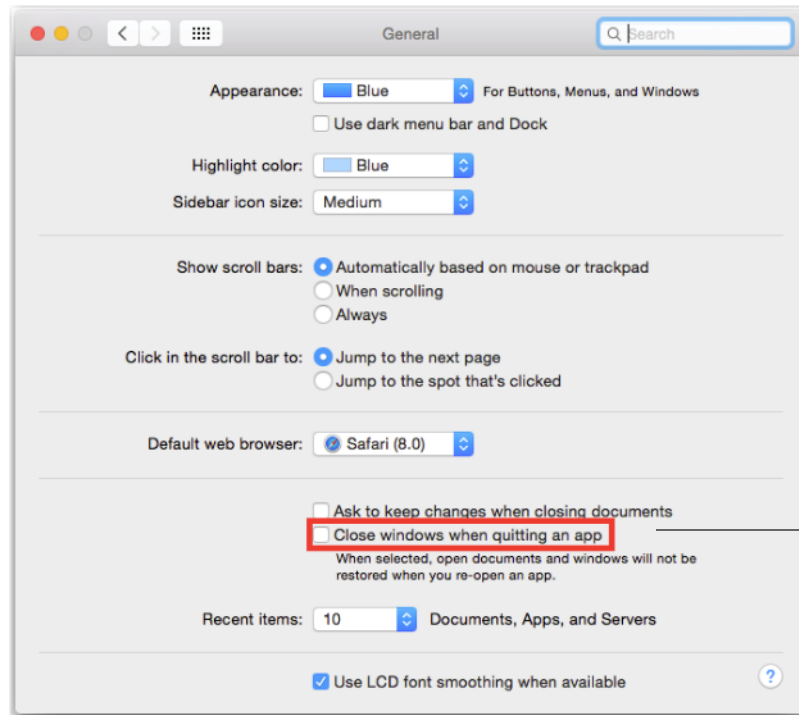 General
Search
Appearance: Blue For Buttons, Menus, and Windows
Use dark menu bar and Dock
Highlight color: Blue
Sidebar icon size: Medium
Show scroll bars: Automatically based on mouse or trackpad
When scrolling
Always
Click in the scroll bar to: Jump to the next page
Jump to the spot that's clicked
Default web browser: Safari (8.0)
Ask to keep changes when closing documents
Close windows when quitting an app
When selected, open documents and windows will not be
restored when you re-open an app.
Recent items: 10 Documents, Apps, and Servers
Use LCD font smoothing when available
?